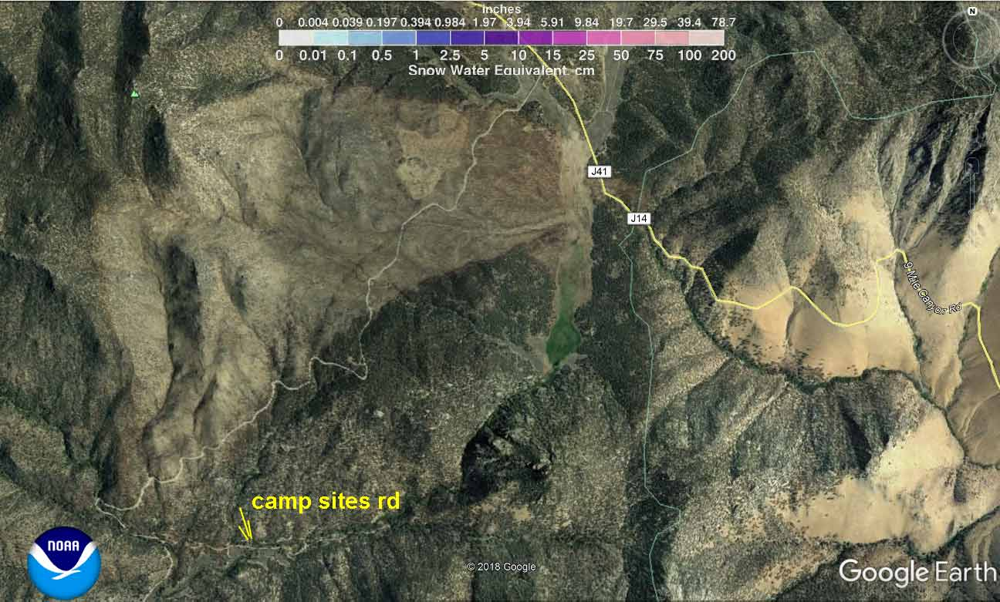 inches
0 0.004 0.039 0.197 0.394 0.984 1.97 3.94 5.91 9.84 19.7 29.5 39.4 78.7
0 0.01 0.1 0.5 1 2.5 5 10 15 25 50 75 100 200
Snow Water Equivalent, cm
N
J41
J14
9-Mile Canyon Rd
camp sites rd
NOAA
© 2018 Google
Google Earth